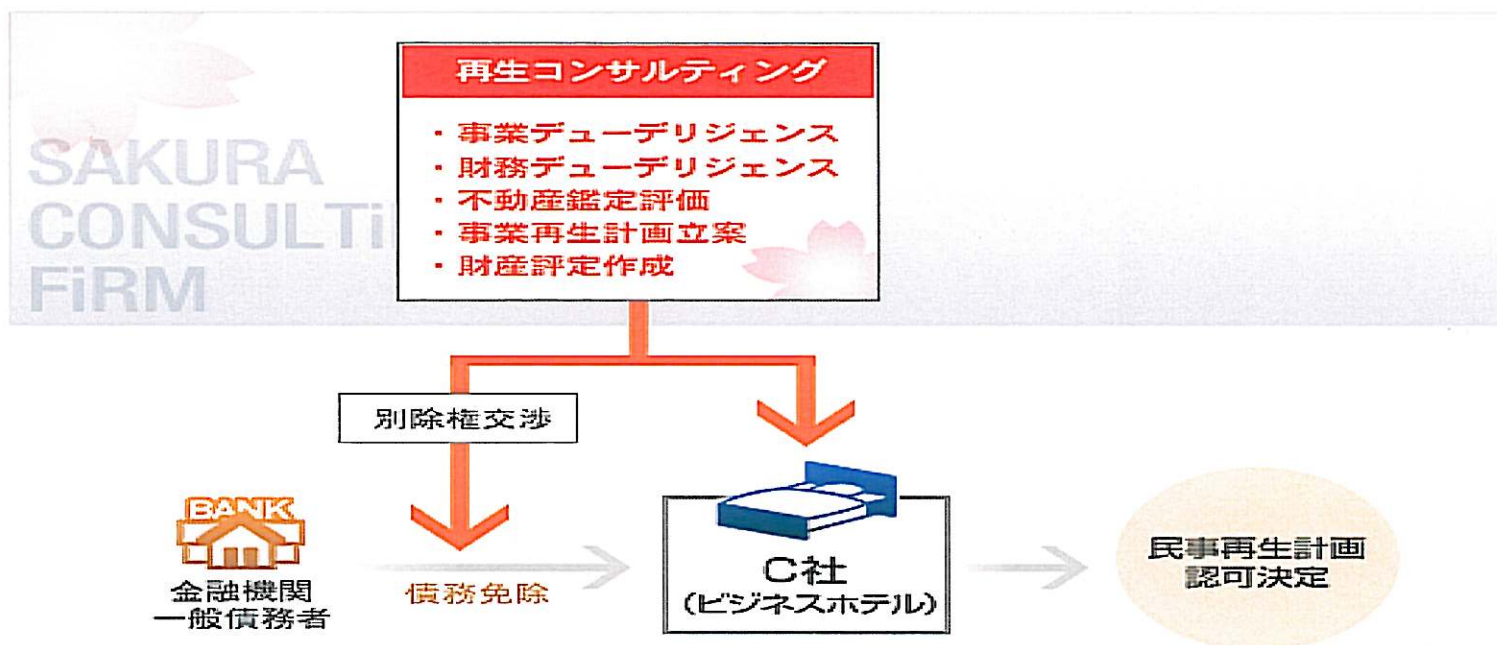 再生コンサルティング
・事業デューデリジェンス
・財務デューデリジェンス
・不動産鑑定評価
・事業再生計画立案
・財産評定作成
SAKURA
CONSULTi
FiRM
別除権交渉
BANK
金融機関
一般債務者
債務免除
C社
(ビジネスホテル)
民事再生計画
認可決定